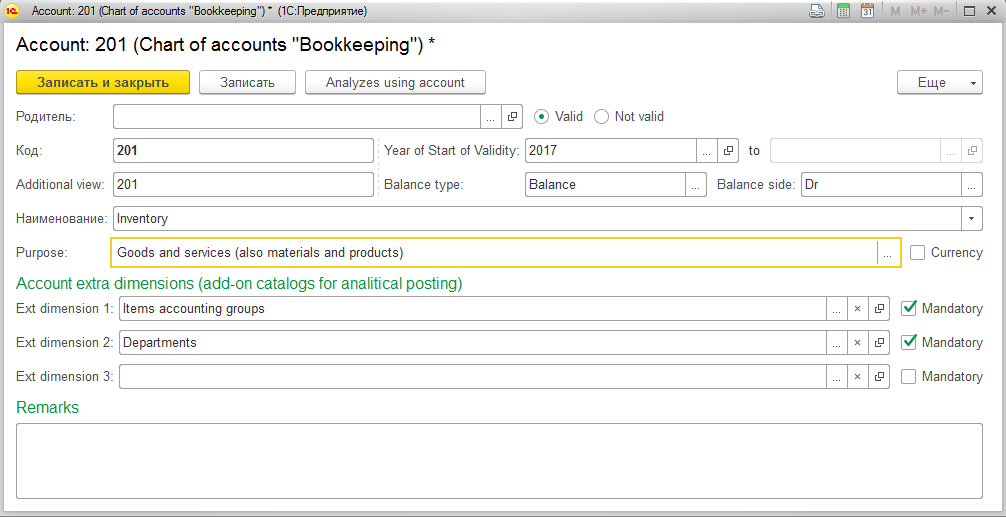 1С Account: 201 (Chart of accounts "Bookkeeping") * (1С:Предприятие) 31 M M+ M-
Account: 201 (Chart of accounts "Bookkeeping") *
Записать и закрыть Записать Analyzes using account Еще
Родитель: ... Valid Not valid
Код: 201 Year of Start of Validity: 2017 ... to ...
Additional view: 201 Balance type: Balance ... Balance side: Dr ...
Наименование: Inventory
Purpose: Goods and services (also materials and products) ... Currency
Account extra dimensions (add-on catalogs for analitical posting)
Ext dimension 1: Items accounting groups ... × Mandatory
Ext dimension 2: Departments ... × Mandatory
Ext dimension 3: ... × Mandatory
Remarks